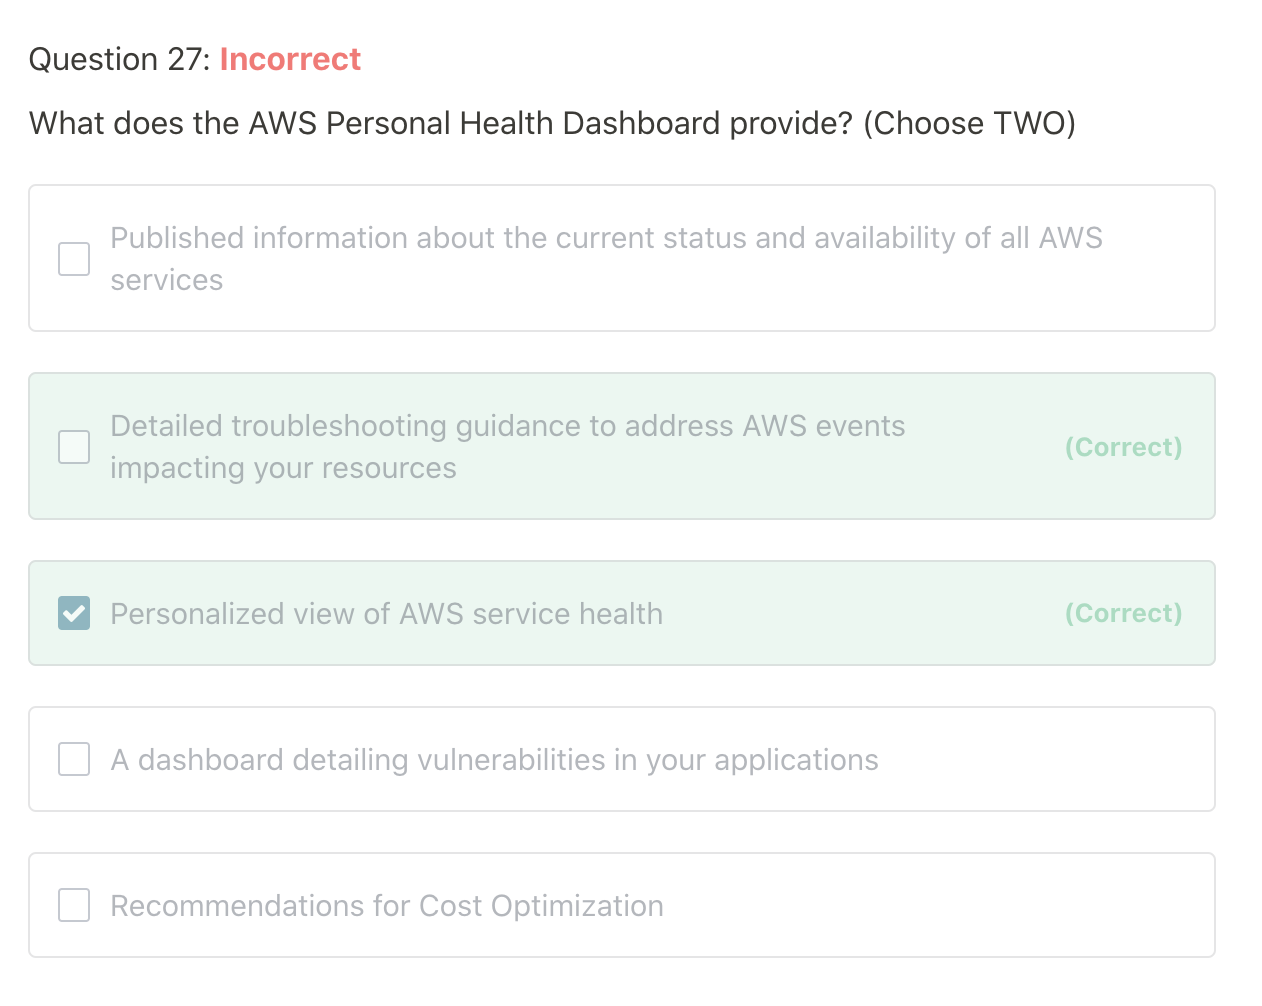 Question 27: Incorrect
What does the AWS Personal Health Dashboard provide? (Choose TWO)
Published information about the current status and availability of all AWS
services
Detailed troubleshooting guidance to address AWS events
impacting your resources
(Correct)
Personalized view of AWS service health
(Correct)
A dashboard detailing vulnerabilities in your applications
Recommendations for Cost Optimization